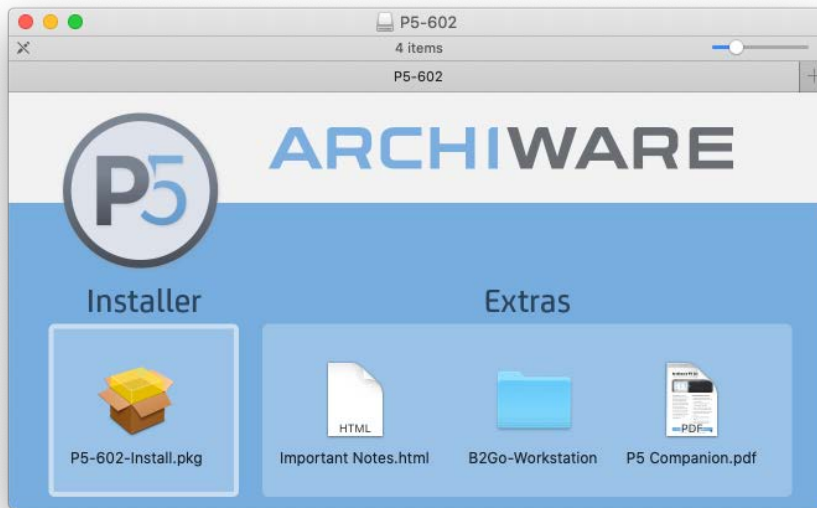 P5-602
4 items
P5-602
P5
ARCHIWARE
Installer
Extras
P5-602-Install.pkg
HTML
Important Notes.html
B2Go-Workstation
PDF
P5 Companion.pdf